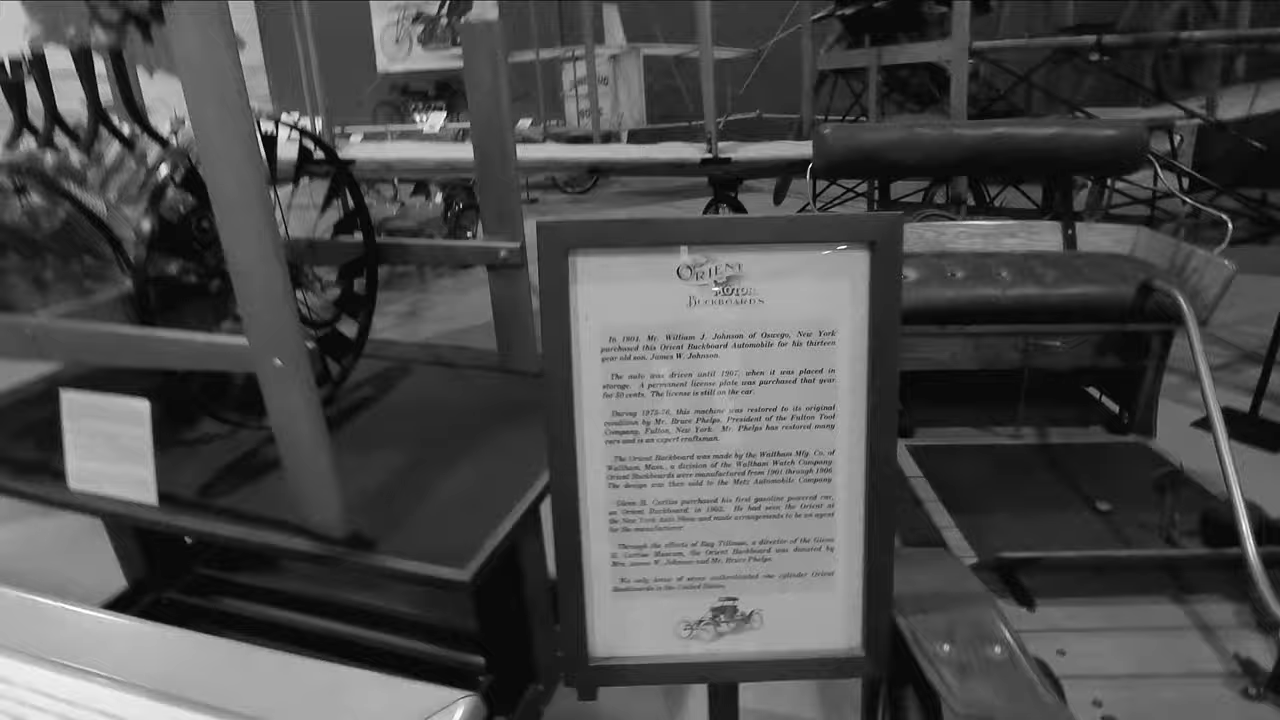 ORIENT
MOTOR
BUCKBOARDS
In 1904, Mr. William J. Johnson of Oswego, New York
purchased this Orient Buckboard Automobile for his thirteen
year old son, James W. Johnson.
The auto was driven until 1907, when it was placed in
storage. A permanent license plate was purchased that year
for 50 cents. The license is still on the car.
During 1975-76, this machine was restored to its original
condition by Mr. Bruce Phelps, President of the Fulton Tool
Company, Fulton, New York. Mr. Phelps has restored many
cars and is an expert craftsman.
The Orient Buckboard was made by the Waltham Mfg. Co. of
Waltham, Mass., a division of the Waltham Watch Company.
Orient Buckboards were manufactured from 1901 through 1906.
The design was then sold to the Metz Automobile Company.
Glenn H. Curtiss purchased his first gasoline powered car,
an Orient Buckboard, in 1902. He had seen the Orient at
the New York Auto Show and made arrangements to be an agent
for the manufacturer.
Through the efforts of Ray Tillman, a director of the Glenn
H. Curtiss Museum, the Orient Buckboard was donated by
Mrs. James W. Johnson and Mr. Bruce Phelps.
We only know of seven authenticated one cylinder Orient
Buckboards in the United States.